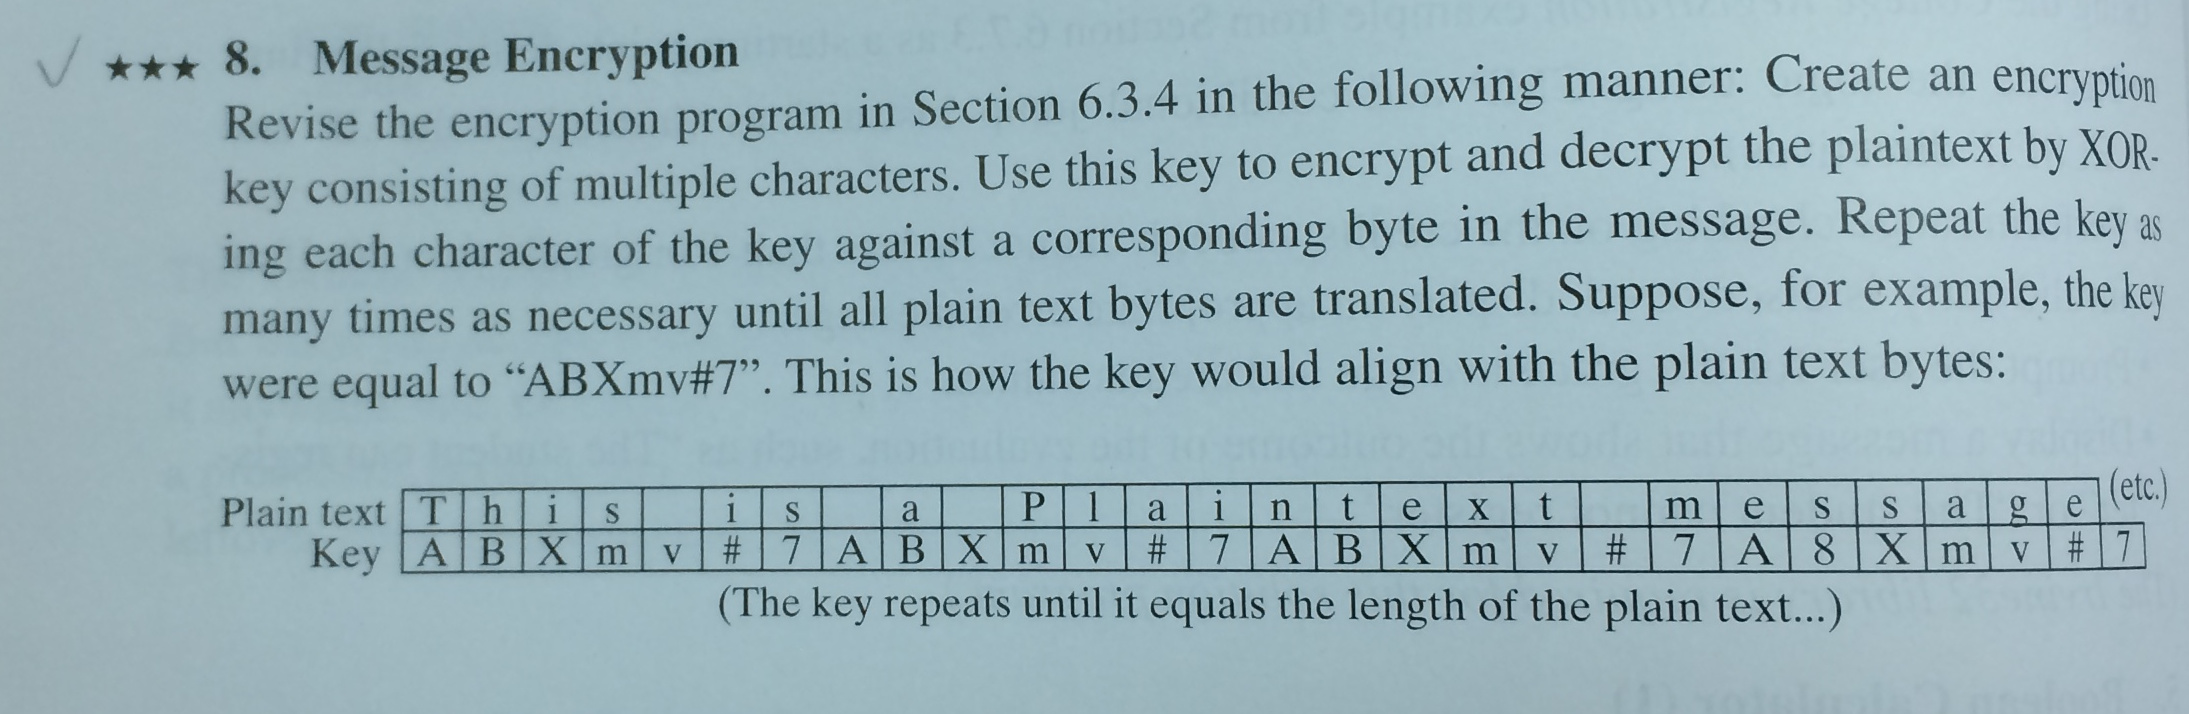 ✓ ★★★ 8. Message Encryption
Revise the encryption program in Section 6.3.4 in the following manner: Create an encryption
key consisting of multiple characters. Use this key to encrypt and decrypt the plaintext by XOR-
ing each character of the key against a corresponding byte in the message. Repeat the key as
many times as necessary until all plain text bytes are translated. Suppose, for example, the key
were equal to “ABXmv#7”. This is how the key would align with the plain text bytes:
Plain text T h i s i s a P l a i n t e x t m e s s a g e (etc.)
Key A B X m v # 7 A B X m v # 7 A B X m v # 7 A 8 X m v # 7
(The key repeats until it equals the length of the plain text...)